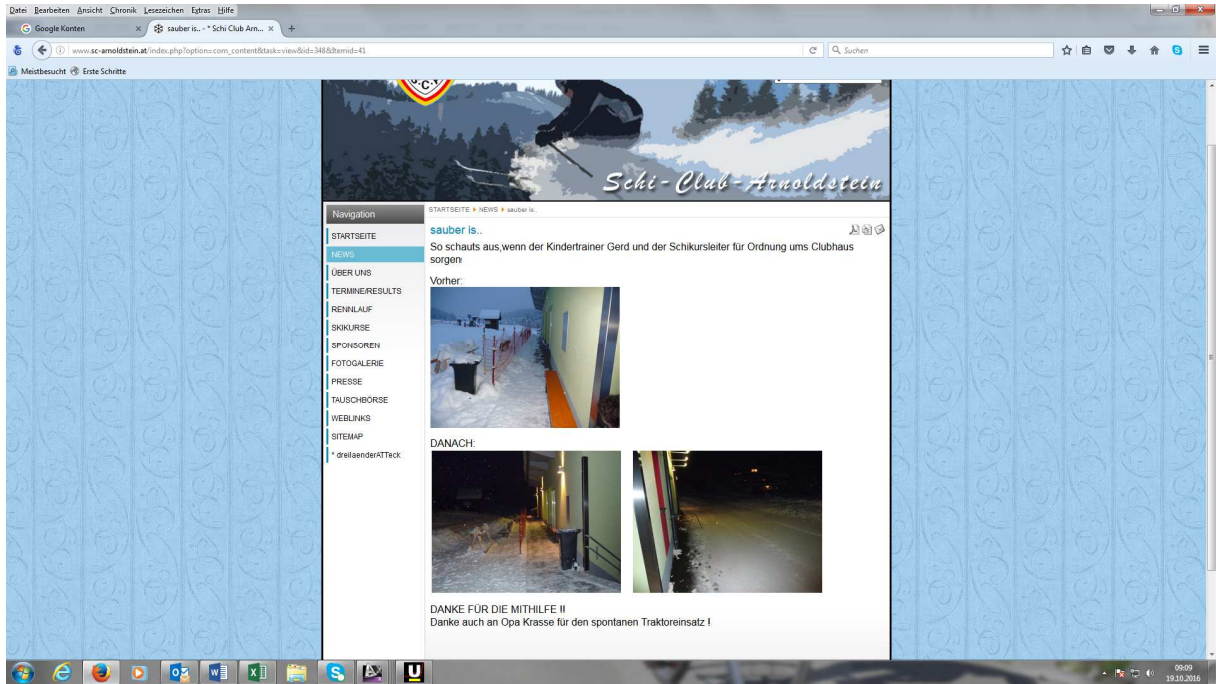 Datei Bearbeiten Ansicht Chronik Lesezeichen Extras Hilfe
Google Konten
sauber is.. - * Schi Club Arn...
www.sc-arnoldstein.at/index.php?option=com_content&task=view&id=348&Itemid=41
Suchen
Meistbesucht Erste Schritte
Schi-Club-Arnoldstein
Navigation
STARTSEITE
NEWS
ÜBER UNS
TERMINE/RESULTS
RENNLAUF
SKIKURSE
SPONSOREN
FOTOGALERIE
PRESSE
TAUSCHBÖRSE
WEBLINKS
SITEMAP
* dreilaenderATTeck
STARTSEITE NEWS sauber is..
sauber is..
So schauts aus,wenn der Kindertrainer Gerd und der Schikursleiter für Ordnung ums Clubhaus
sorgen!
Vorher:
DANACH:
DANKE FÜR DIE MITHILFE !!
Danke auch an Opa Krasse für den spontanen Traktoreinsatz !
09:09
19.10.2016